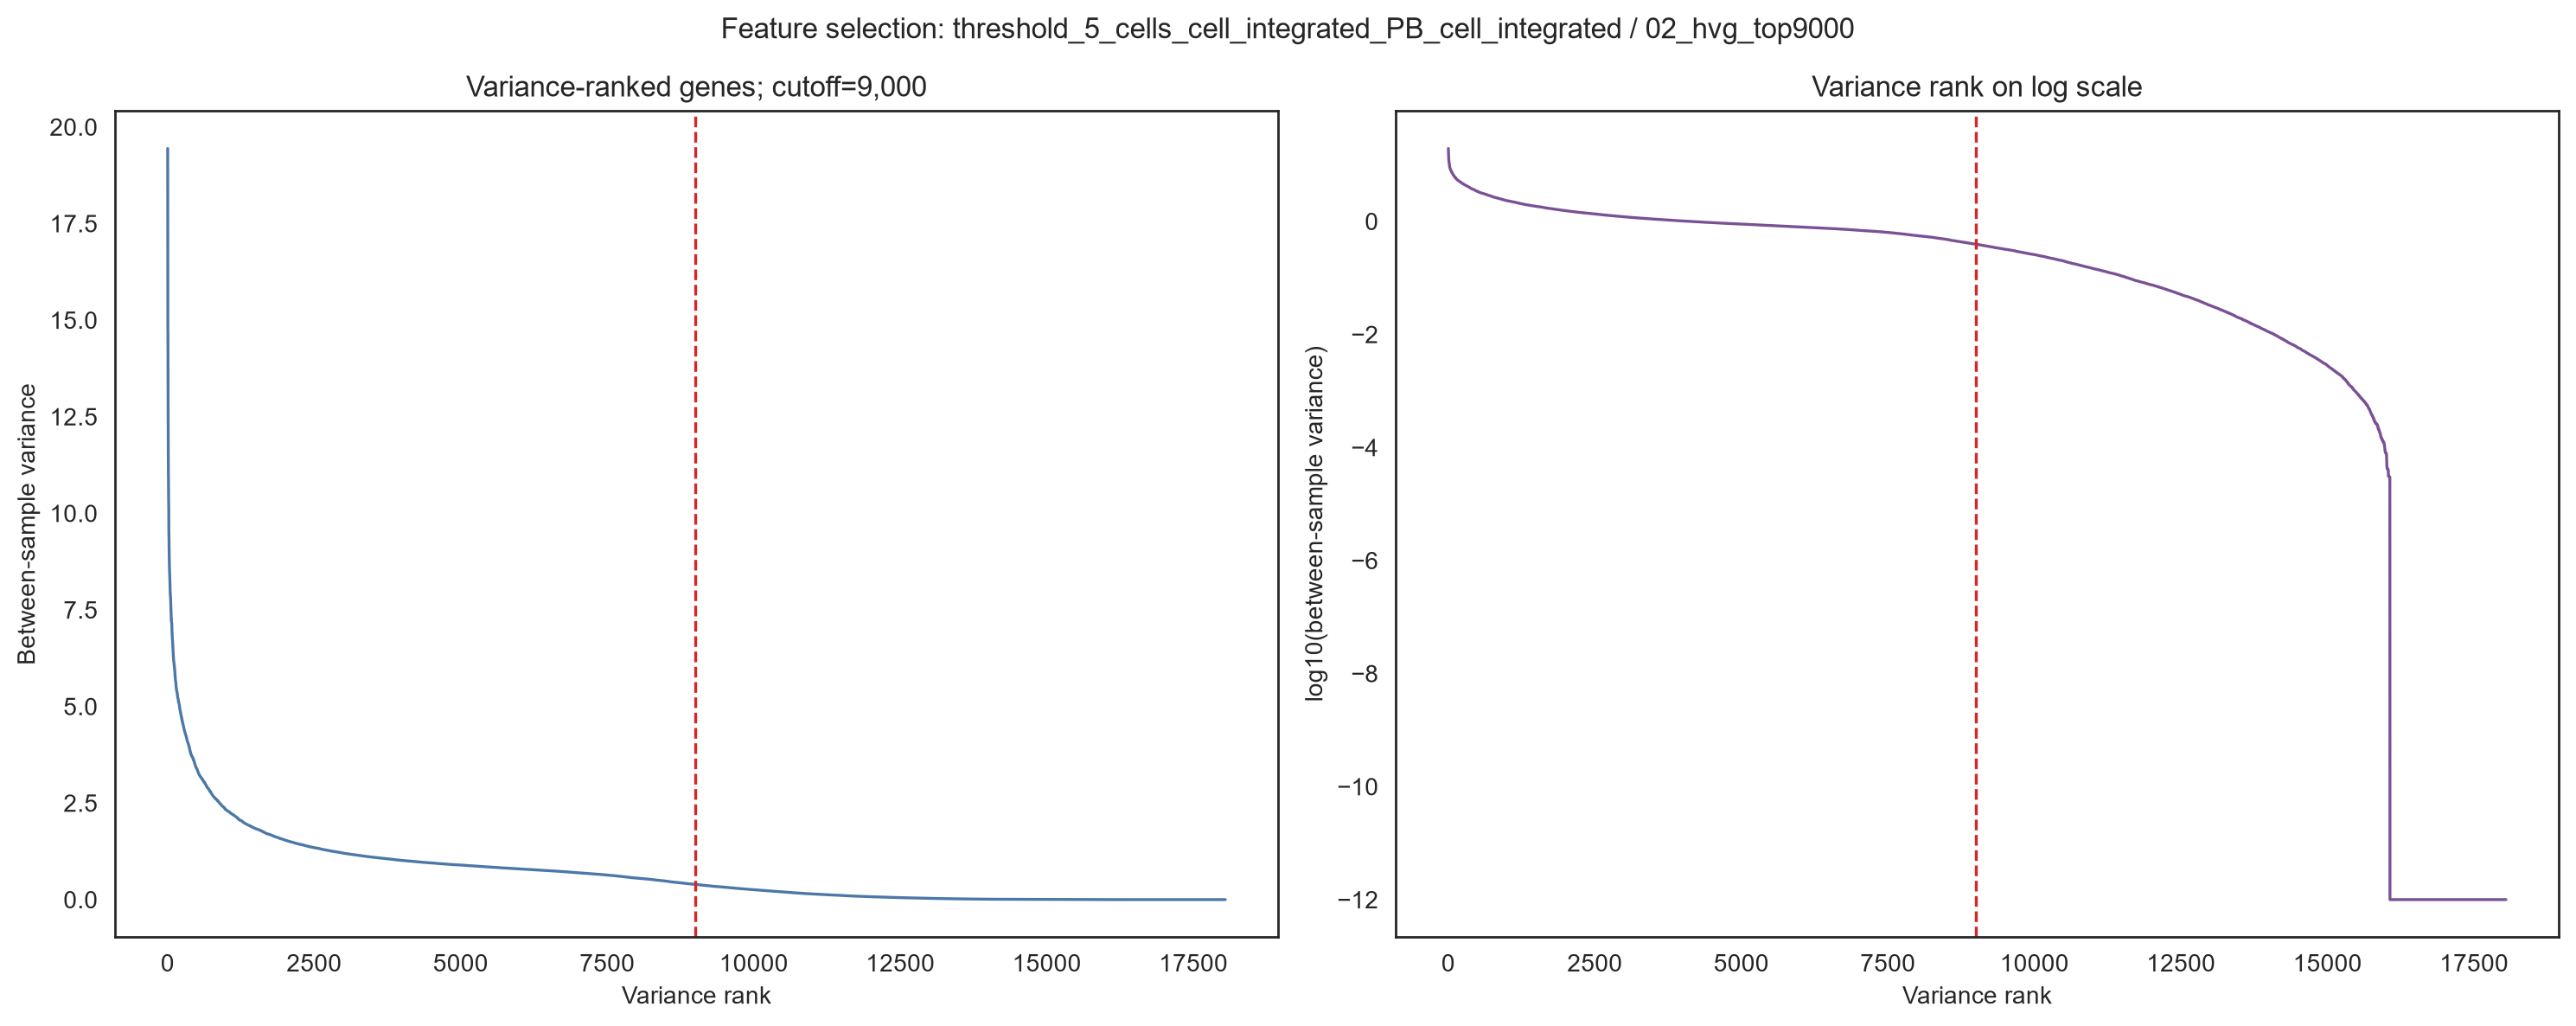 Feature selection: threshold_5_cells_cell_integrated_PB_cell_integrated / 02_hvg_top9000
Variance-ranked genes; cutoff=9,000
Between-sample variance
20.0
17.5
15.0
12.5
10.0
7.5
5.0
2.5
0.0
0 2500 5000 7500 10000 12500 15000 17500
Variance rank
Variance rank on log scale
log10(between-sample variance)
0
−2
−4
−6
−8
−10
−12
0 2500 5000 7500 10000 12500 15000 17500
Variance rank